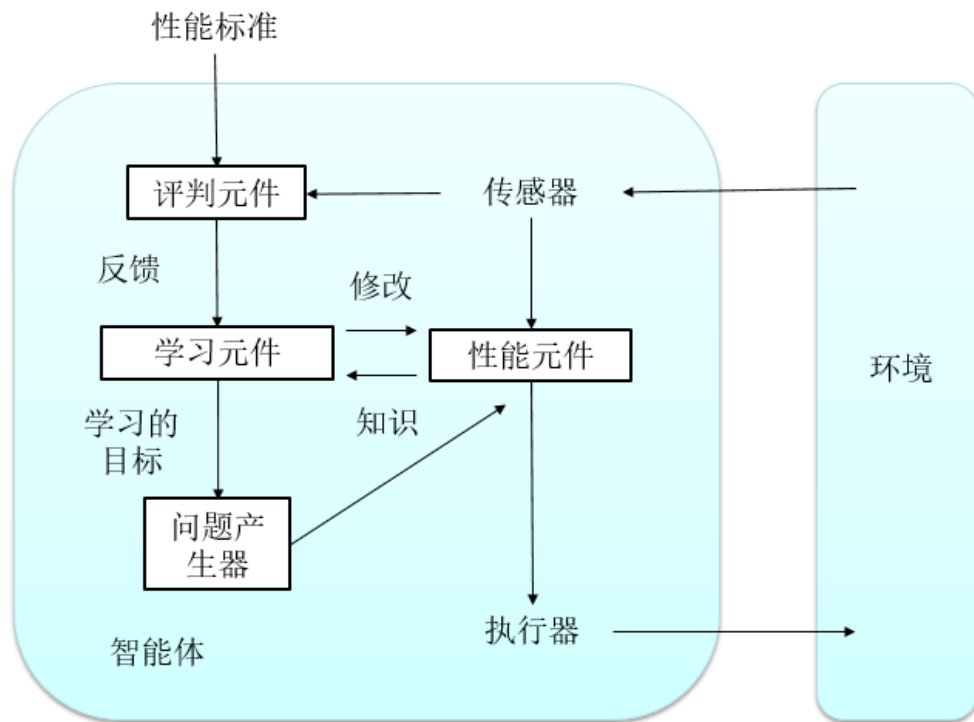 性能标准
评判元件
传感器
反馈
修改
学习元件
性能元件
环境
知识
学习的
目标
问题产
生器
执行器
智能体